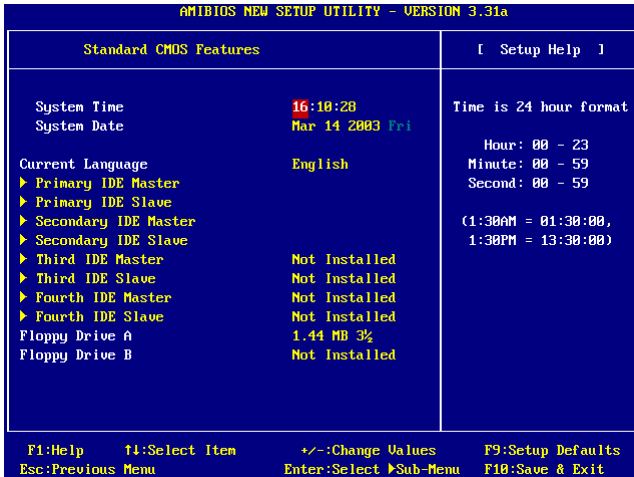 AMIBIOS NEW SETUP UTILITY - VERSION 3.31a
Standard CMOS Features
[ Setup Help ]
System Time 16:10:28
System Date Mar 14 2003 Fri
Current Language English
Primary IDE Master
Primary IDE Slave
Secondary IDE Master
Secondary IDE Slave
Third IDE Master Not Installed
Third IDE Slave Not Installed
Fourth IDE Master Not Installed
Fourth IDE Slave Not Installed
Floppy Drive A 1.44 MB 3½
Floppy Drive B Not Installed
Time is 24 hour format
Hour: 00 - 23
Minute: 00 - 59
Second: 00 - 59
(1:30AM = 01:30:00,
1:30PM = 13:30:00)
F1:Help ↑↓:Select Item +/-:Change Values F9:Setup Defaults
Esc:Previous Menu Enter:Select ▶Sub-Menu F10:Save & Exit